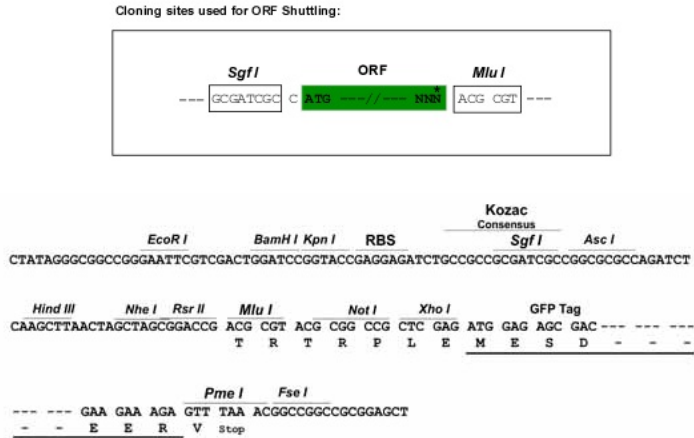 Cloning sites used for ORF Shuttling:
Sgf I ORF Mlu I
--- GCGATCGC C ATG ---//--- NNN* ACG CGT ---
Kozac
Consensus
EcoR I BamH I Kpn I RBS Sgf I Asc I
CTATAGGGCGGCCGGGAATTCGTCGACTGGATCCGGTACCGAGGAGATCTGCCGCCGCGATCGCCGGCGCGCCAGATCT
Hind III Nhe I Rsr II Mlu I Not I Xho I GFP Tag
CAAGCTTAACTAGCTAGCGGACCG ACG CGT ACG CGG CCG CTC GAG ATG GAG AGC GAC--- --- ---
T R T R P L E M E S D - - -
Pme I Fse I
--- --- GAA GAA AGA GTT TAA ACGGCCGGCCGCGGAGCT
- - E E R V Stop